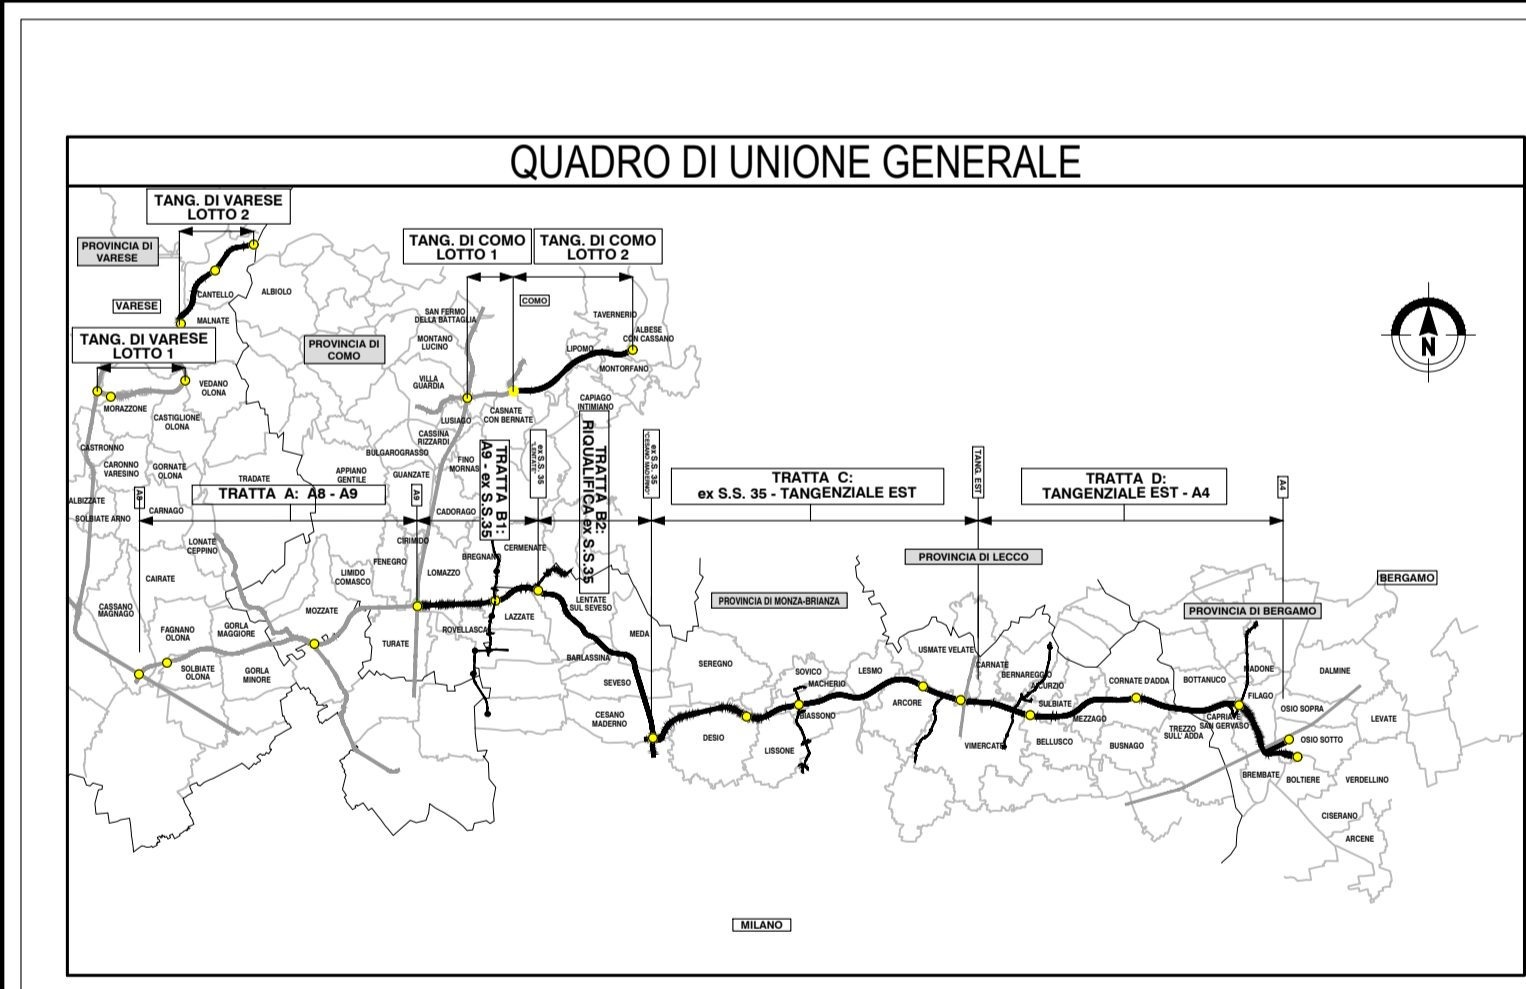 QUADRO DI UNIONE GENERALE
TANG. DI VARESE
LOTTO 2
PROVINCIA DI
VARESE
CANTELLO
ALBIOLO
VARESE
MALNATE
TANG. DI VARESE
LOTTO 1
VEDANO
OLONA
MORAZZONE
CASTIGLIONE
OLONA
PROVINCIA DI
COMO
TANG. DI COMO
LOTTO 1
TANG. DI COMO
LOTTO 2
COMO
SAN FERMO
DELLA BATTAGLIA
MONTANO
LUCINO
TAVERNERIO
ALBESE
CON CASSANO
LIPOMO
MONTORFANO
VILLA
GUARDIA
CAPIAGO
INTIMIANO
LUSIAGO
CASNATE
CON BERNATE
CASSINA
RIZZARDI
BULGAROGRASSO
FINO
MORNAS
GUANZATE
APPIANO
GENTILE
CASTRONNO
CARONNO
VARESINO
GORNATE
OLONA
TRADATE
ALBIZZATE
SOLBIATE ARNO
CARNAGO
A8
TRATTA A: A8 - A9
A9
TRATTA B1:
A9 - ex S.S.35
ex S.S. 35
"LENTATE"
TRATTA B2:
RIQUALIFICA ex S.S.35
ex S.S. 35
"CESANO MADERNO"
TRATTA C:
ex S.S. 35 - TANGENZIALE EST
TANG. EST
TRATTA D:
TANGENZIALE EST - A4
A4
N
CADORAGO
CIRIMIDO
LONATE
CEPPINO
FENEGRO
LIMIDO
COMASCO
LOMAZZO
BREGNANO
CERMENATE
CAIRATE
CASSANO
MAGNAGO
MOZZATE
GORLA
MAGGIORE
FAGNANO
OLONA
SOLBIATE
OLONA
GORLA
MINORE
TURATE
ROVELLASCA
LAZZATE
LENTATE
SUL SEVESO
BARLASSINA
MEDA
SEVESO
CESANO
MADERNO
PROVINCIA DI MONZA-BRIANZA
PROVINCIA DI LECCO
PROVINCIA DI BERGAMO
BERGAMO
SEREGNO
DESIO
SOVICO
MACHERIO
BIASSONO
LISSONE
LESMO
ARCORE
USMATE VELATE
CARNATE
BERNAREGGIO
SULBIATE
VIMERCATE
BELLUSCO
MEZZAGO
CORNATE D'ADDA
BUSNAGO
BOTTANUCO
TREZZO
SULL' ADDA
CAPRIATE
SAN GERVASO
MADONE
FILAGO
OSIO SOPRA
DALMINE
LEVATE
OSIO SOTTO
BREMBATE
BOLTIERE
VERDELLINO
CISERANO
ARCENE
MILANO